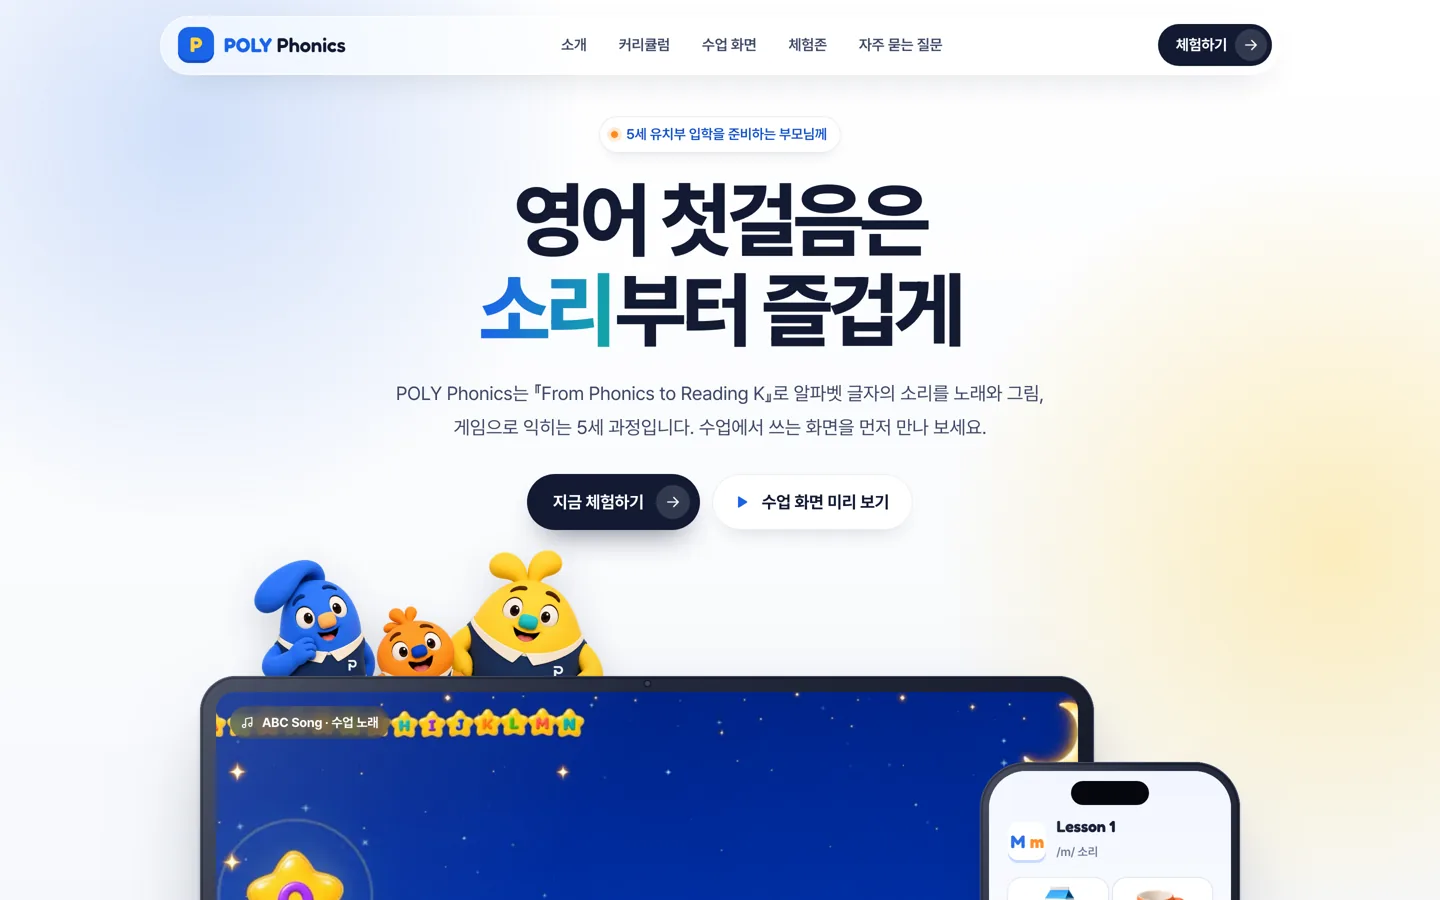 P POLY Phonics
소개
커리큘럼
수업 화면
체험존
자주 묻는 질문
체험하기
5세 유치부 입학을 준비하는 부모님께
영어 첫걸음은
소리부터 즐겁게
POLY Phonics는 『From Phonics to Reading K』로 알파벳 글자의 소리를 노래와 그림,
게임으로 익히는 5세 과정입니다. 수업에서 쓰는 화면을 먼저 만나 보세요.
지금 체험하기
수업 화면 미리 보기
ABC Song · 수업 노래
H I J K L M N
M m
Lesson 1
/m/ 소리